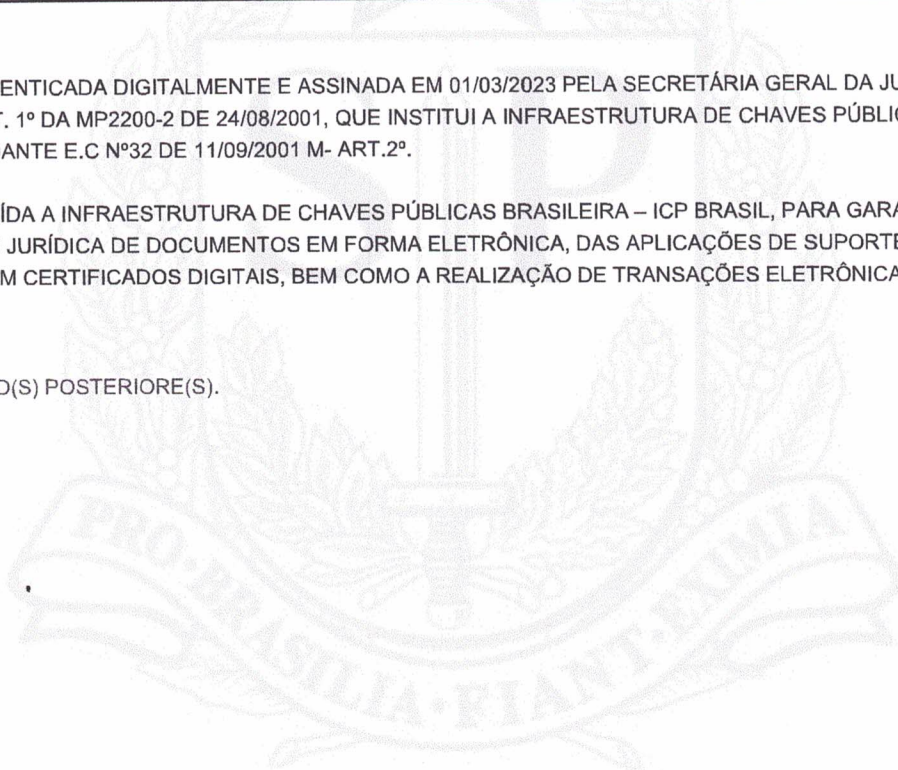 ENTICADA DIGITALMENTE E ASSINADA EM 01/03/2023 PELA SECRETÁRIA GERAL DA JU
T. 1º DA MP2200-2 DE 24/08/2001, QUE INSTITUI A INFRAESTRUTURA DE CHAVES PÚBLIC
DANTE E.C Nº32 DE 11/09/2001 M- ART.2º.
ÍDA A INFRAESTRUTURA DE CHAVES PÚBLICAS BRASILEIRA – ICP BRASIL, PARA GARA
JURÍDICA DE DOCUMENTOS EM FORMA ELETRÔNICA, DAS APLICAÇÕES DE SUPORTE
M CERTIFICADOS DIGITAIS, BEM COMO A REALIZAÇÃO DE TRANSAÇÕES ELETRÔNICA
O(S) POSTERIORE(S).
SP
PRO·BRASILIA·FIANT·EXIMIA